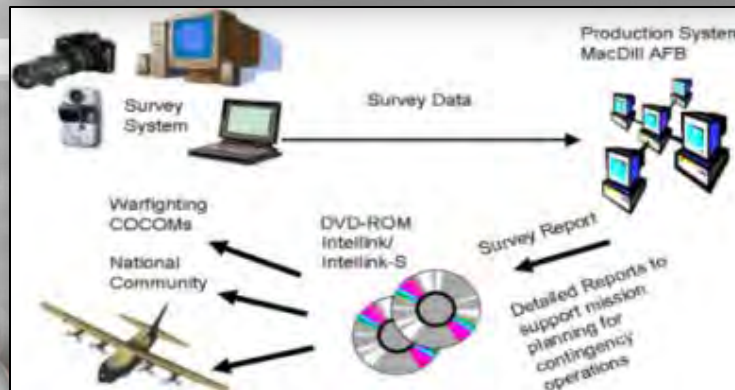 Production System
MacDill AFB
Survey
System
Survey Data
Warfighting
COCOMs
National
Community
DVD-ROM
Intellink/
Intellink-S
Survey Report
Detailed Reports to
support mission
planning for
contingency
operations